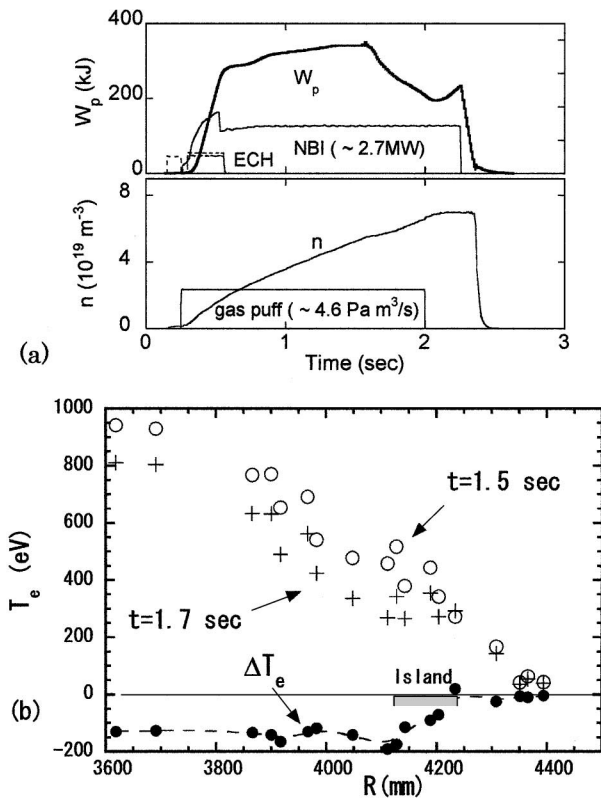 400
W_p (kJ)
200
0
W_p
NBI ( ~ 2.7MW)
ECH
n (10^19 m^-3)
8
4
0
n
gas puff ( ~ 4.6 Pa m^3/s)
0 1 2 3
(a)
Time (sec)
1000
800
600
400
200
0
-200
T_e (eV)
t=1.5 sec
t=1.7 sec
Island
ΔT_e
(b)
3600 3800 4000 4200 4400
R(mm)